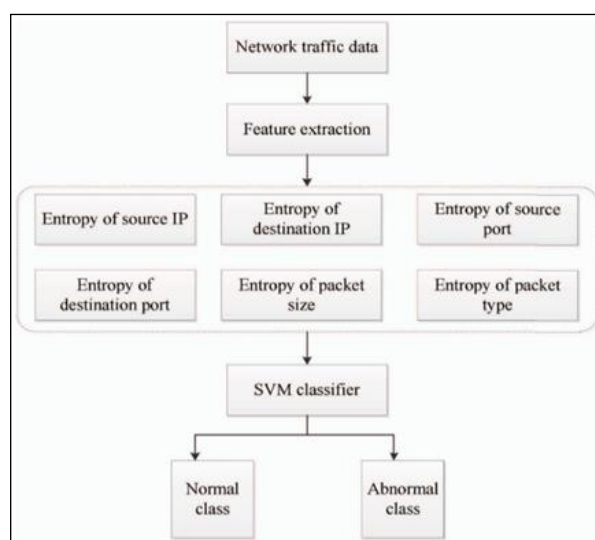 Network traffic data
Feature extraction
Entropy of source IP
Entropy of
destination IP
Entropy of source
port
Entropy of
destination port
Entropy of packet
size
Entropy of packet
type
SVM classifier
Normal
class
Abnormal
class